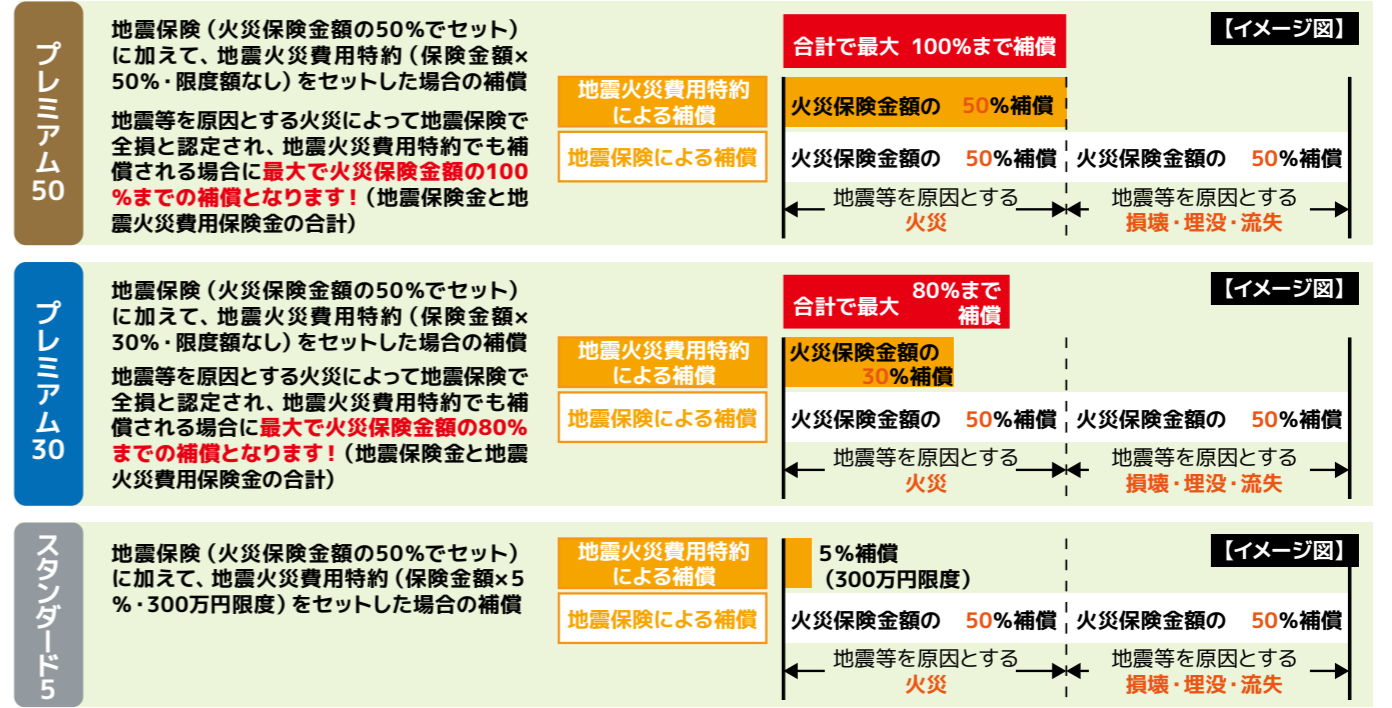 プレミアム50
地震保険（火災保険金額の50％でセット）
に加えて、地震火災費用特約（保険金額×
50％・限度額なし）をセットした場合の補償
地震等を原因とする火災によって地震保険で
全損と認定され、地震火災費用特約でも補
償される場合に最大で火災保険金額の100
％までの補償となります！（地震保険金と地
震火災費用保険金の合計）
【イメージ図】
合計で最大 100％まで補償
地震火災費用特約
による補償
火災保険金額の 50％補償
地震保険による補償
火災保険金額の 50％補償
火災保険金額の 50％補償
地震等を原因とする
火災
地震等を原因とする
損壊・埋没・流失
プレミアム30
地震保険（火災保険金額の50％でセット）
に加えて、地震火災費用特約（保険金額×
30％・限度額なし）をセットした場合の補償
地震等を原因とする火災によって地震保険で
全損と認定され、地震火災費用特約でも補
償される場合に最大で火災保険金額の80％
までの補償となります！（地震保険金と地震
火災費用保険金の合計）
【イメージ図】
合計で最大 80％まで
補償
地震火災費用特約
による補償
火災保険金額の
30％補償
地震保険による補償
火災保険金額の 50％補償
火災保険金額の 50％補償
地震等を原因とする
火災
地震等を原因とする
損壊・埋没・流失
スタンダード5
地震保険（火災保険金額の50％でセット）
に加えて、地震火災費用特約（保険金額×5
％・300万円限度）をセットした場合の補償
【イメージ図】
地震火災費用特約
による補償
5％補償
（300万円限度）
地震保険による補償
火災保険金額の 50％補償
火災保険金額の 50％補償
地震等を原因とする
火災
地震等を原因とする
損壊・埋没・流失